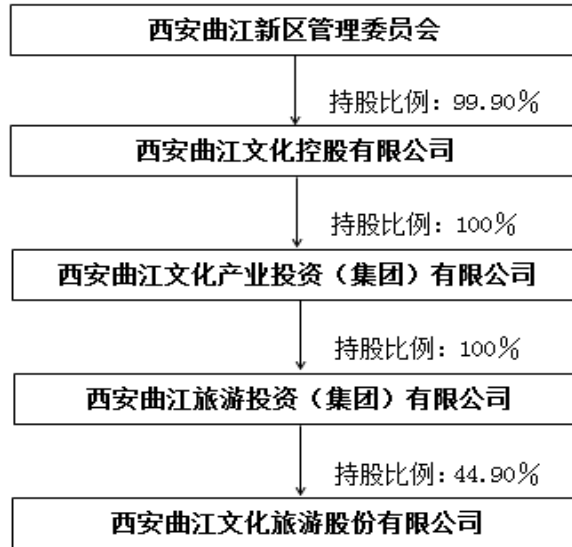 西安曲江新区管理委员会
持股比例：99.90%
西安曲江文化控股有限公司
持股比例：100%
西安曲江文化产业投资（集团）有限公司
持股比例：100%
西安曲江旅游投资（集团）有限公司
持股比例：44.90%
西安曲江文化旅游股份有限公司